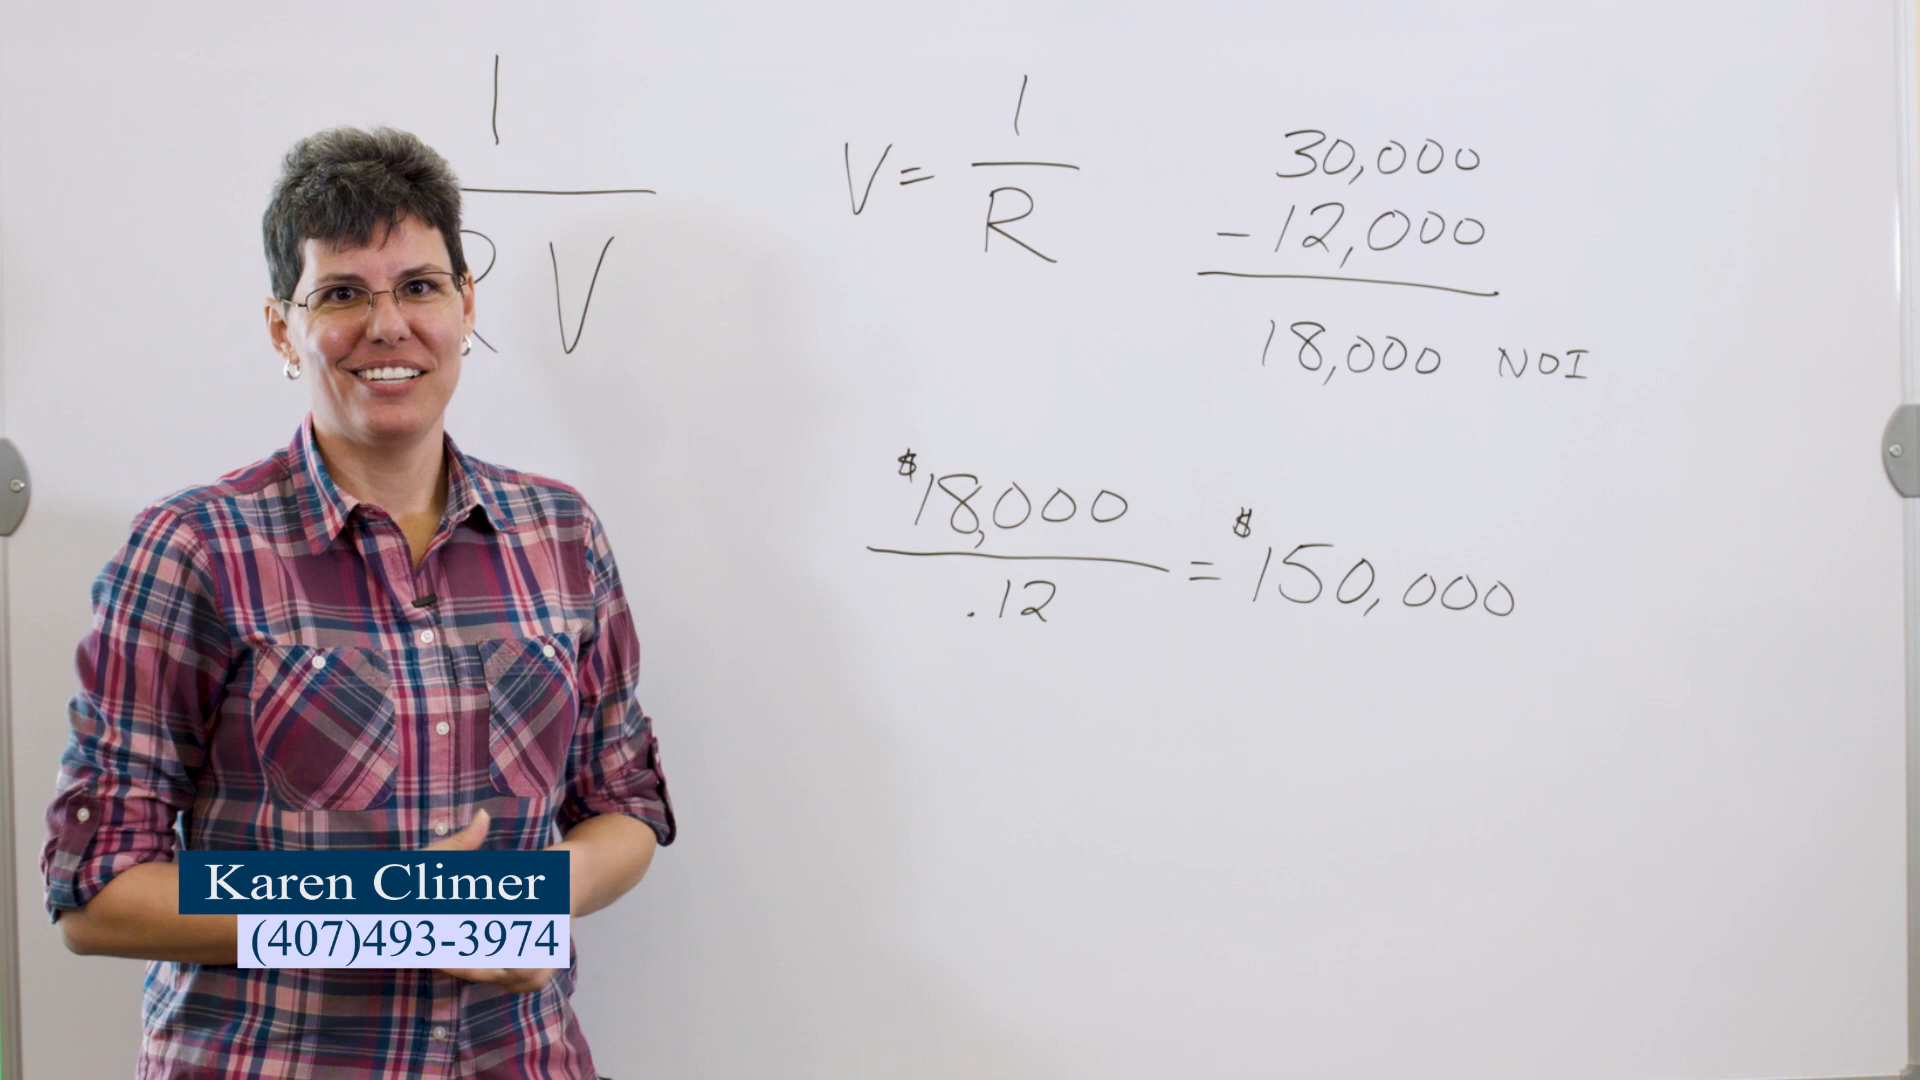 I
R V
V = I
R
30,000
- 12,000
18,000 NOI
$18,000
.12
= $150,000
Karen Climer
(407)493-3974